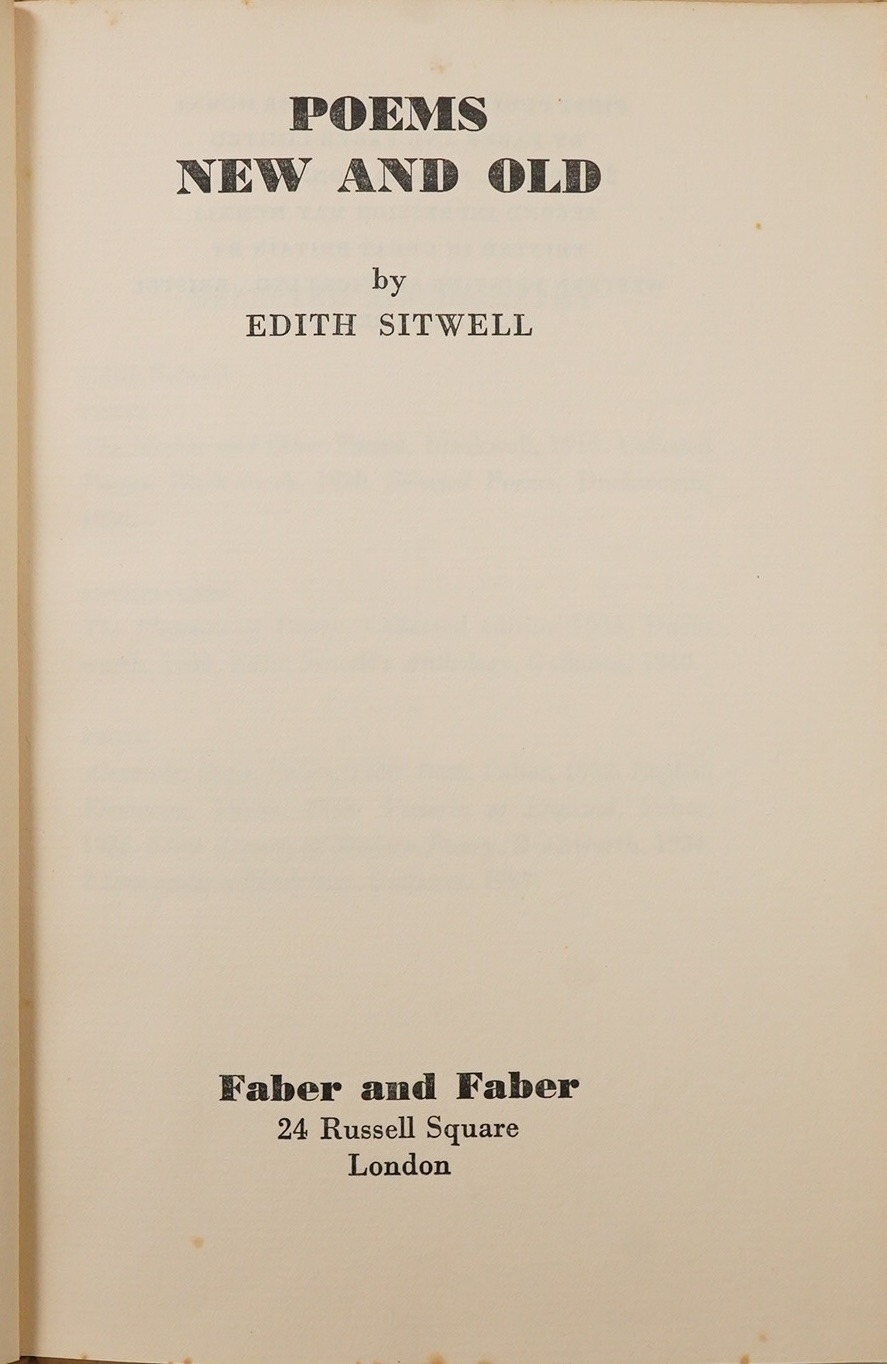 POEMS
NEW AND OLD
by
EDITH SITWELL
Faber and Faber
24 Russell Square
London